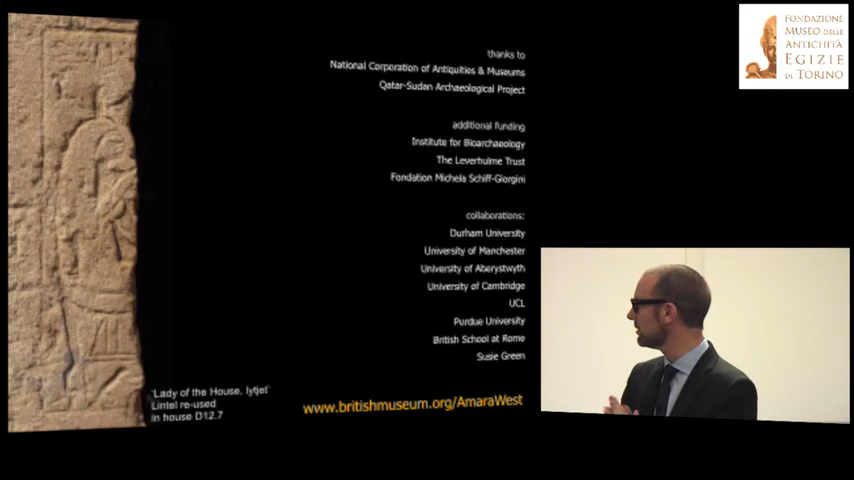 thanks to
National Corporation of Antiquities & Museums
Qatar-Sudan Archaeological Project
additional funding
Institute for Bioarchaeology
The Leverhulme Trust
Fondation Michela Schiff-Giorgini
collaborations:
Durham University
University of Manchester
University of Aberystwyth
University of Cambridge
UCL
Purdue University
British School at Rome
Susie Green
"Lady of the House, Iytjet"
Lintel re-used
in house D12.7
www.britishmuseum.org/AmaraWest
FONDAZIONE
MUSEO DELLE
ANTICHITÀ
EGIZIE
DI TORINO